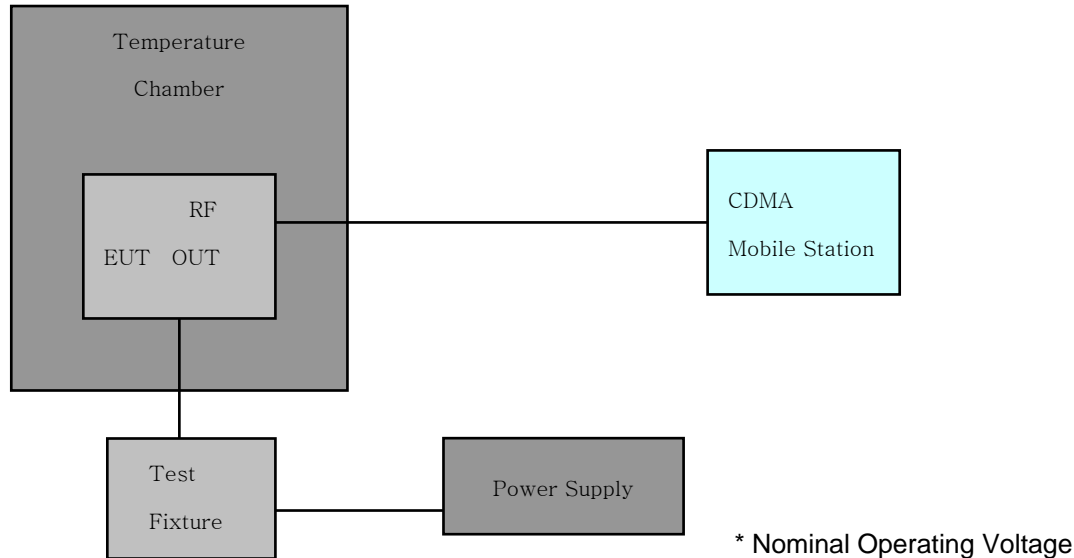 Temperature
Chamber
RF
EUT OUT
CDMA
Mobile Station
Test
Fixture
Power Supply
* Nominal Operating Voltage